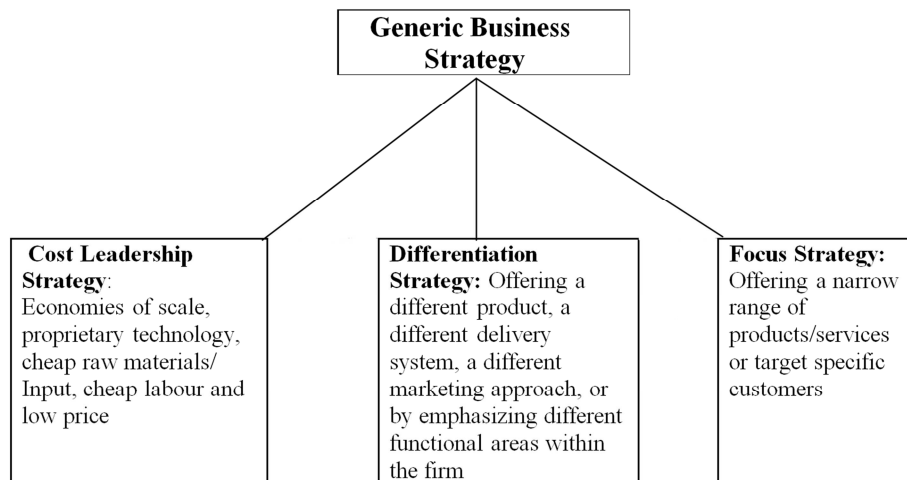 Generic Business
Strategy
Cost Leadership
Strategy:
Economies of scale,
proprietary technology,
cheap raw materials/
Input, cheap labour and
low price
Differentiation
Strategy: Offering a
different product, a
different delivery
system, a different
marketing approach, or
by emphasizing different
functional areas within
the firm
Focus Strategy:
Offering a narrow
range of
products/services
or target specific
customers